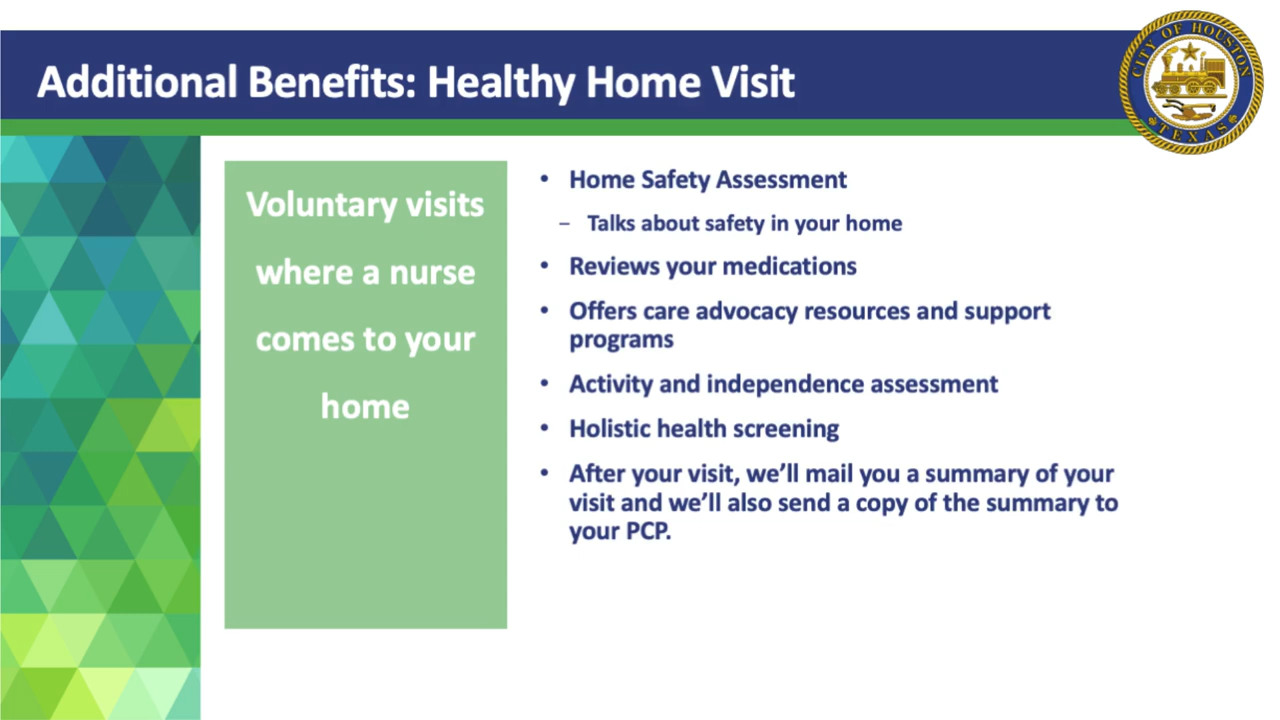 Additional Benefits: Healthy Home Visit
CITY OF HOUSTON
TEXAS
Voluntary visits
where a nurse
comes to your
home
• Home Safety Assessment
– Talks about safety in your home
• Reviews your medications
• Offers care advocacy resources and support
programs
• Activity and independence assessment
• Holistic health screening
• After your visit, we’ll mail you a summary of your
visit and we’ll also send a copy of the summary to
your PCP.